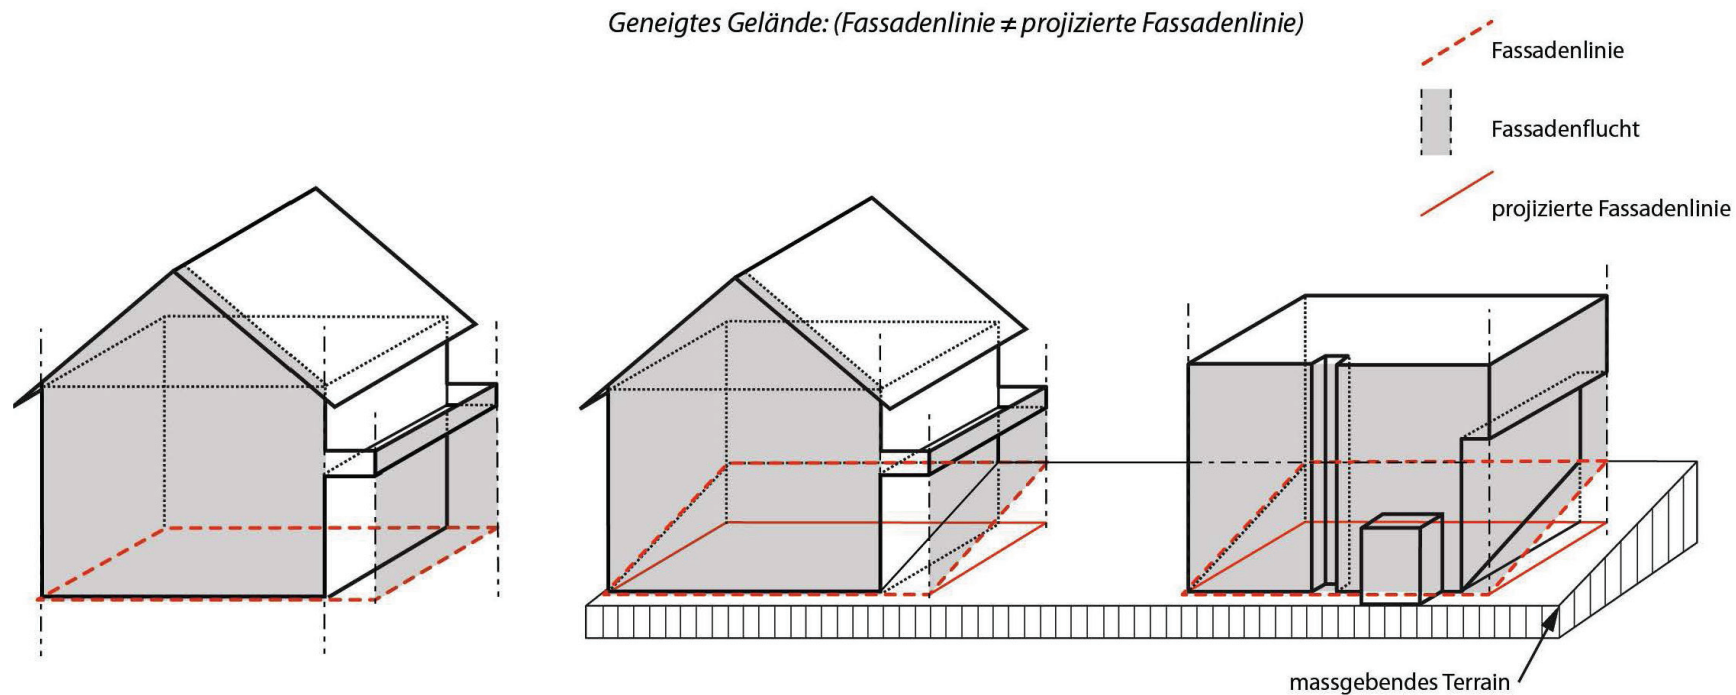 Geneigtes Gelände: (Fassadenlinie ≠ projizierte Fassadenlinie)
Fassadenlinie
Fassadenflucht
projizierte Fassadenlinie
massgebendes Terrain